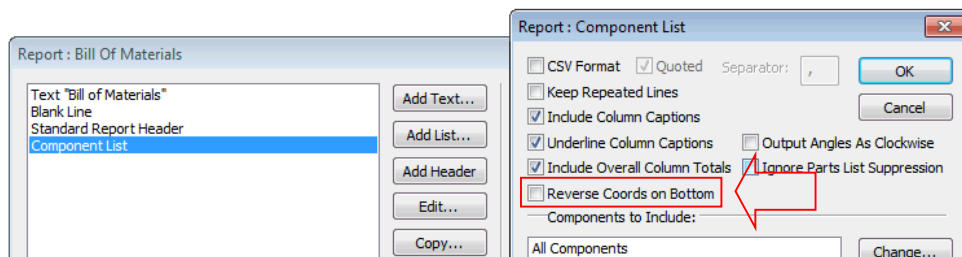 Report : Bill Of Materials
Text "Bill of Materials"
Blank Line
Standard Report Header
Component List
Add Text...
Add List...
Add Header
Edit...
Copy...
Report : Component List
CSV Format Quoted Separator: ,
Keep Repeated Lines
Include Column Captions
Underline Column Captions Output Angles As Clockwise
Include Overall Column Totals Ignore Parts List Suppression
Reverse Coords on Bottom
Components to Include:
All Components
OK
Cancel
Change...